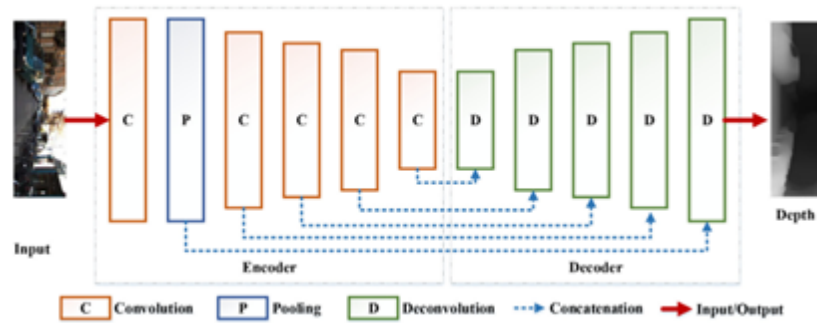 C P C C C C D D D D D
Input
Depth
Encoder
Decoder
C Convolution P Pooling D Deconvolution Concatenation Input/Output